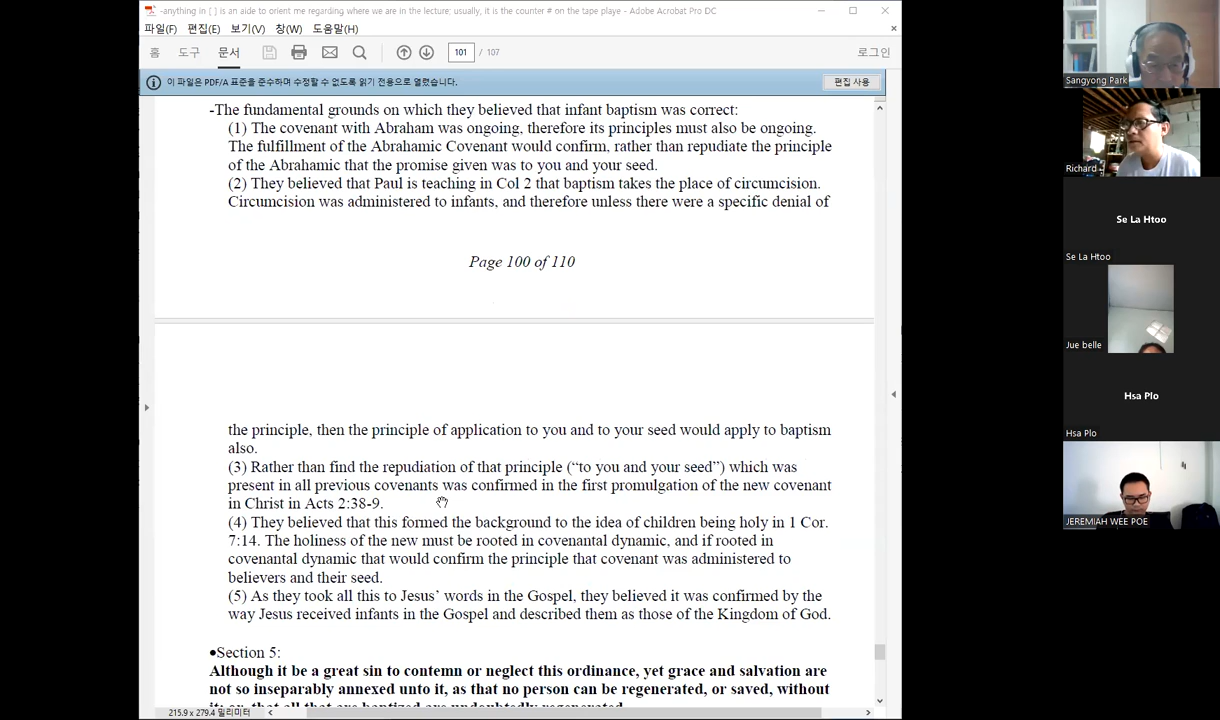 -anything in { } is an aide to orient me regarding where we are in the lecture; usually, it is the counter # on the tape playe - Adobe Acrobat Pro DC
파일(F) 편집(E) 보기(V) 창(W) 도움말(H)
홈 도구 문서 101 / 107 로그인
이 파일은 PDF/A 표준을 준수하며 수정할 수 없도록 읽기 전용으로 열렸습니다. 편집 사용
-The fundamental grounds on which they believed that infant baptism was correct:
(1) The covenant with Abraham was ongoing, therefore its principles must also be ongoing.
The fulfillment of the Abrahamic Covenant would confirm, rather than repudiate the principle
of the Abrahamic that the promise given was to you and your seed.
(2) They believed that Paul is teaching in Col 2 that baptism takes the place of circumcision.
Circumcision was administered to infants, and therefore unless there were a specific denial of
Page 100 of 110
the principle, then the principle of application to you and to your seed would apply to baptism
also.
(3) Rather than find the repudiation of that principle (“to you and your seed”) which was
present in all previous covenants was confirmed in the first promulgation of the new covenant
in Christ in Acts 2:38-9.
(4) They believed that this formed the background to the idea of children being holy in 1 Cor.
7:14. The holiness of the new must be rooted in covenantal dynamic, and if rooted in
covenantal dynamic that would confirm the principle that covenant was administered to
believers and their seed.
(5) As they took all this to Jesus’ words in the Gospel, they believed it was confirmed by the
way Jesus received infants in the Gospel and described them as those of the Kingdom of God.
•Section 5:
Although it be a great sin to contemn or neglect this ordinance, yet grace and salvation are
not so inseparably annexed unto it, as that no person can be regenerated, or saved, without
it; or, that all that are baptized are undoubtedly regenerated.
215.9 x 279.4 밀리미터
Sangyong Park
Richard
Se La Htoo
Se La Htoo
Jue belle
Hsa Plo
Hsa Plo
JEREMIAH WEE POE